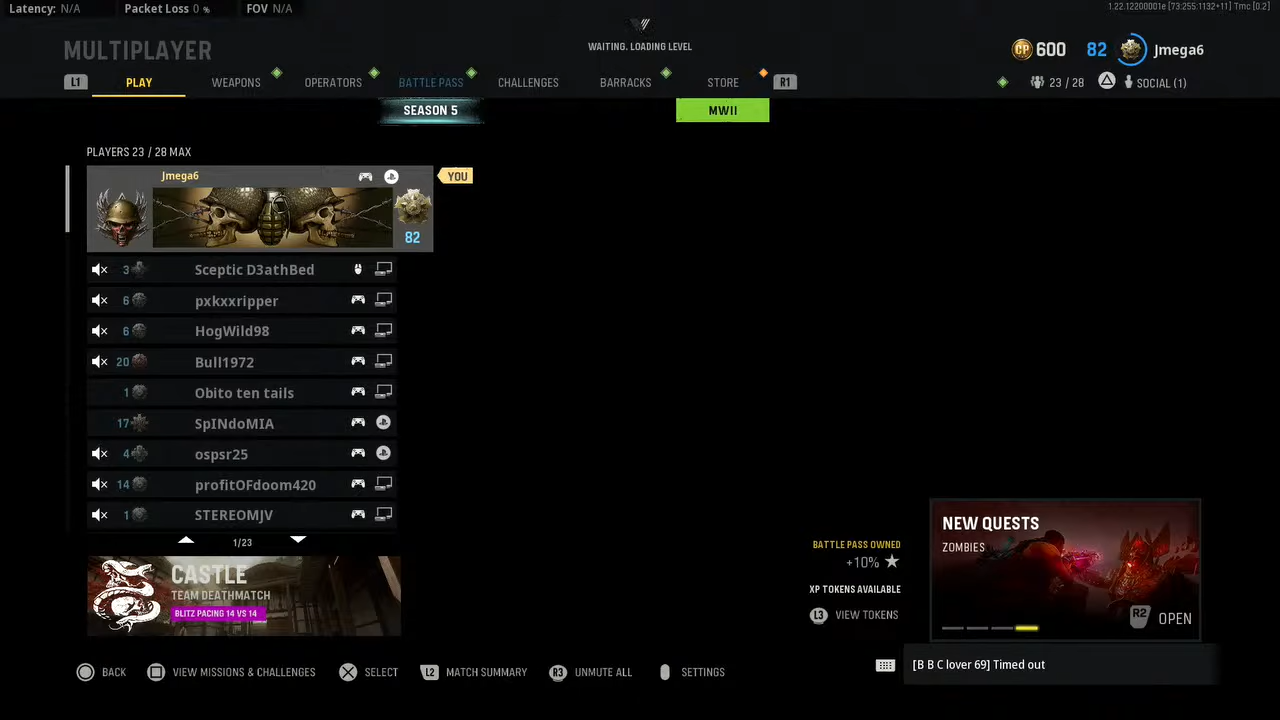 Latency: N/A Packet Loss 0 % FOV N/A
1.22.12200001e [73:255:1132+11] Tmc [0.2]
MULTIPLAYER
WAITING. LOADING LEVEL
CP 600 82 Jmega6
L1 PLAY WEAPONS OPERATORS BATTLE PASS CHALLENGES BARRACKS STORE R1
23 / 28 SOCIAL (1)
SEASON 5 MWII
PLAYERS 23 / 28 MAX
Jmega6
YOU
82
3 Sceptic D3athBed
6 pxkxxripper
6 HogWild98
20 Bull1972
1 Obito ten tails
17 SpINdoMIA
4 ospsr25
14 profitOFdoom420
1 STEREOMJV
1/23
CASTLE
TEAM DEATHMATCH
BLITZ PACING 14 VS 14
BATTLE PASS OWNED
+10%
XP TOKENS AVAILABLE
L3 VIEW TOKENS
NEW QUESTS
ZOMBIES
R2 OPEN
BACK VIEW MISSIONS & CHALLENGES SELECT L2 MATCH SUMMARY R3 UNMUTE ALL SETTINGS
[B B C lover 69] Timed out